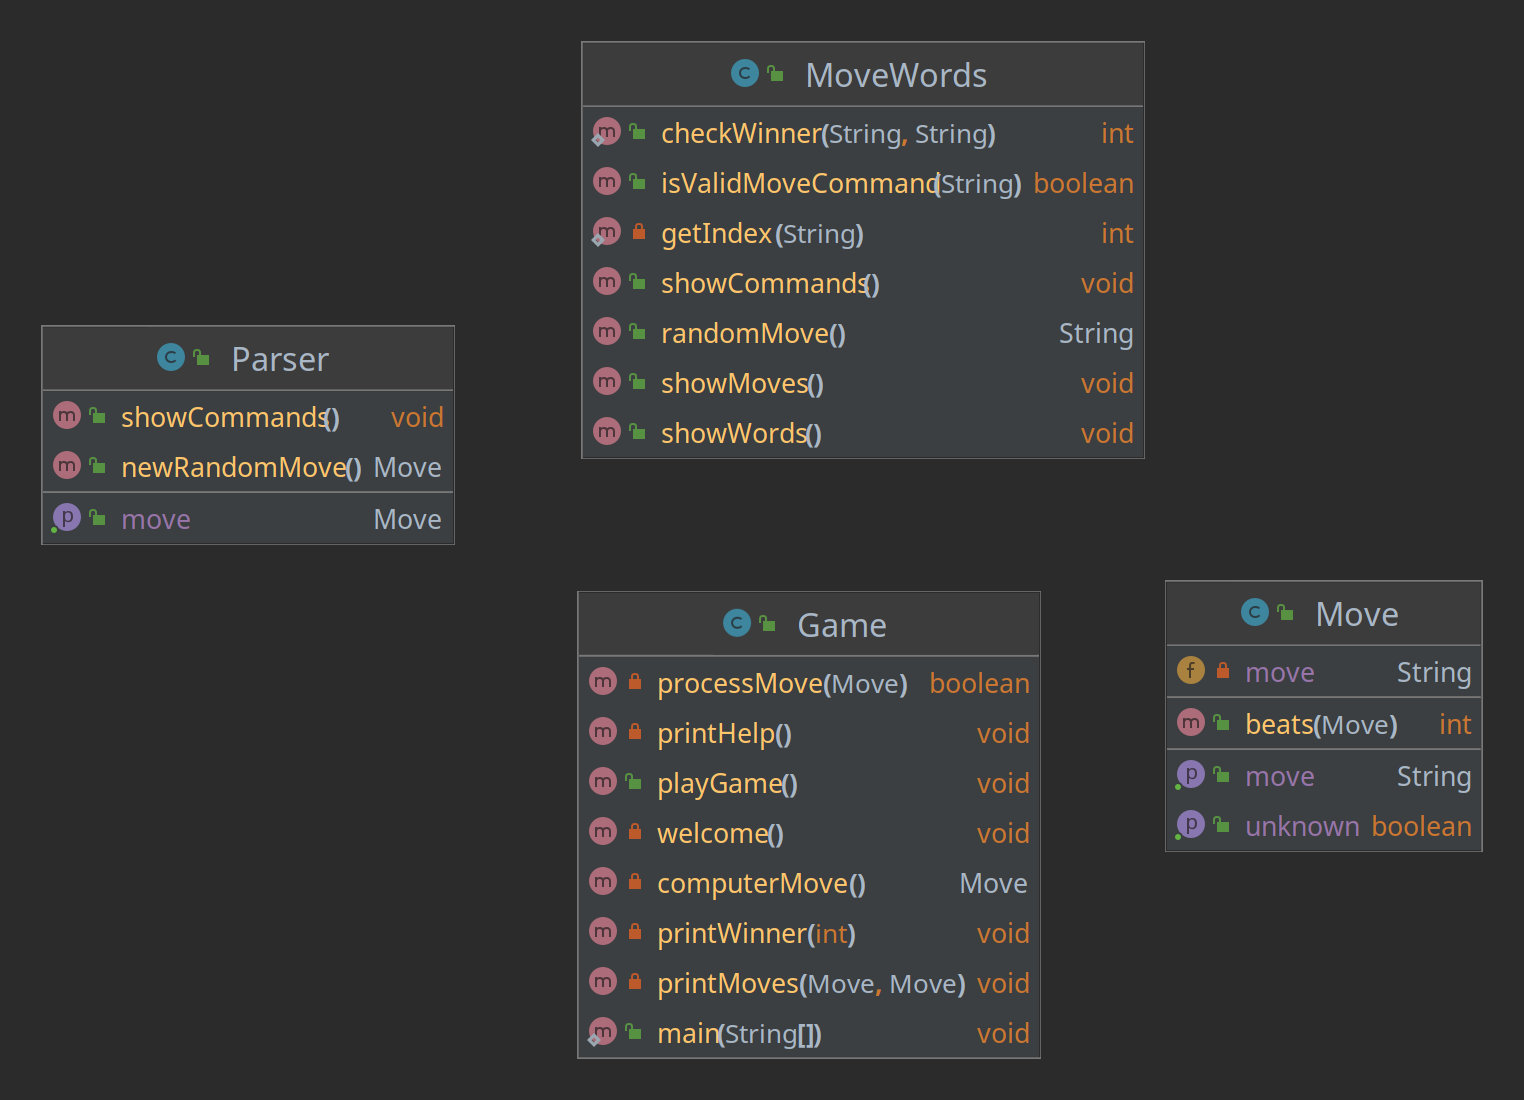 MoveWords
checkWinner(String, String) int
isValidMoveCommand(String) boolean
getIndex(String) int
showCommands() void
randomMove() String
showMoves() void
showWords() void
Parser
showCommands() void
newRandomMove() Move
move Move
Game
processMove(Move) boolean
printHelp() void
playGame() void
welcome() void
computerMove() Move
printWinner(int) void
printMoves(Move, Move) void
main(String[]) void
Move
move String
beats(Move) int
move String
unknown boolean